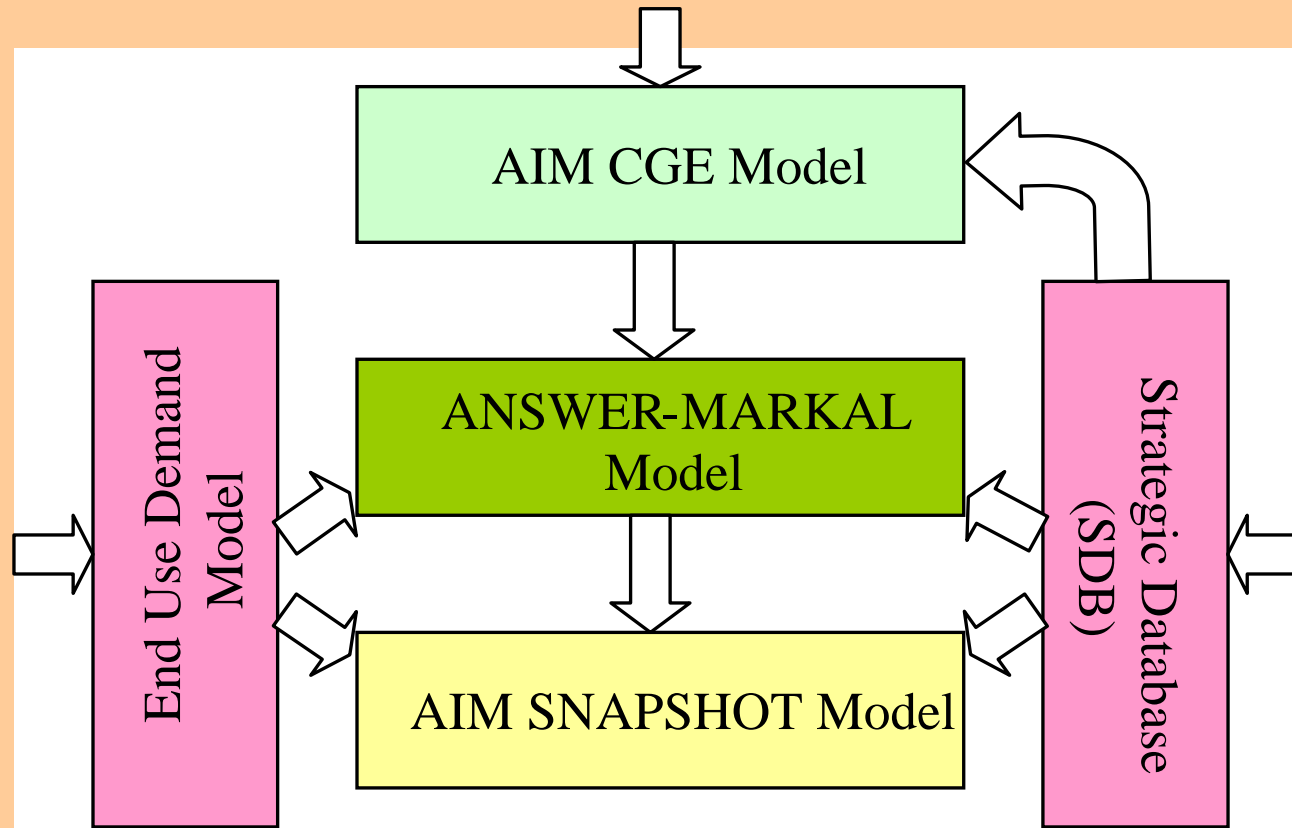 AIM CGE Model
End Use Demand
Model
ANSWER-MARKAL
Model
Strategic Database
(SDB)
AIM SNAPSHOT Model